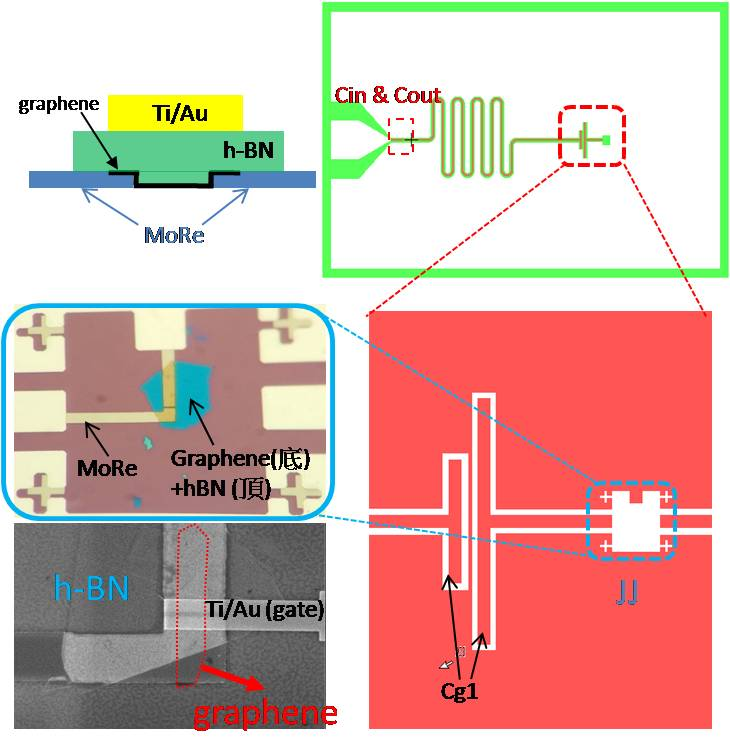 graphene
Ti/Au
h-BN
MoRe
Cin & Cout
MoRe
Graphene(底)
+hBN (頂)
h-BN
Ti/Au (gate)
graphene
JJ
Cg1